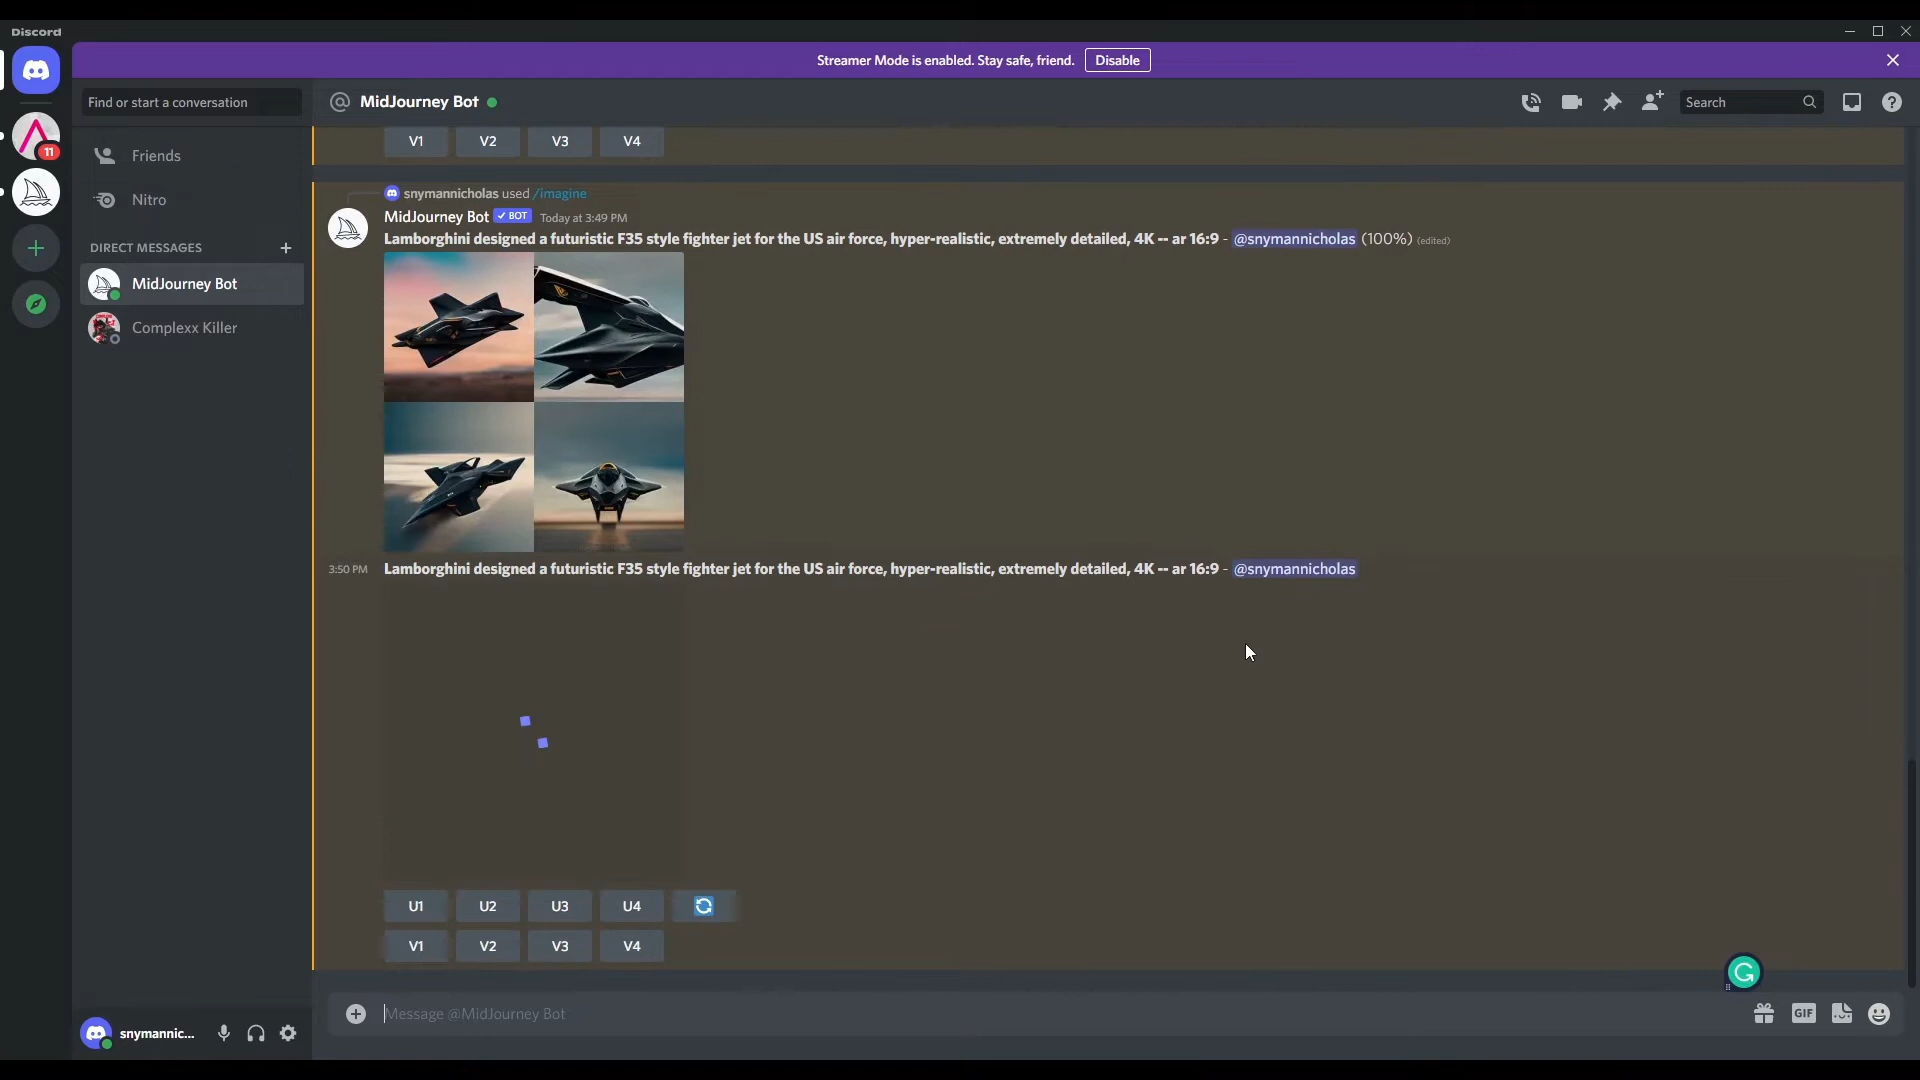 Discord
Streamer Mode is enabled. Stay safe, friend.
Disable
Find or start a conversation
MidJourney Bot
Search
11
Friends
Nitro
DIRECT MESSAGES
MidJourney Bot
Complexx Killer
V1 V2 V3 V4
snymannicholas used /imagine
MidJourney Bot BOT Today at 3:49 PM
Lamborghini designed a futuristic F35 style fighter jet for the US air force, hyper-realistic, extremely detailed, 4K -- ar 16:9 - @snymannicholas (100%) (edited)
3:50 PM Lamborghini designed a futuristic F35 style fighter jet for the US air force, hyper-realistic, extremely detailed, 4K -- ar 16:9 - @snymannicholas
U1 U2 U3 U4
V1 V2 V3 V4
Message @MidJourney Bot
GIF
snymannic...